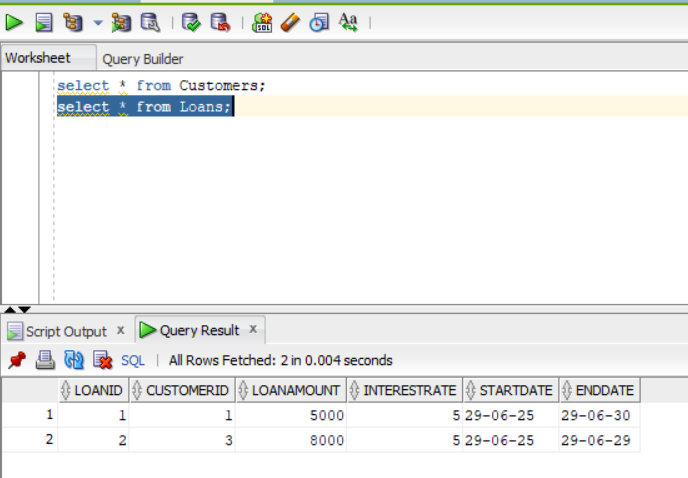 SQL Aa
Worksheet Query Builder
select * from Customers;
select * from Loans;
Script Output x Query Result x
SQL | All Rows Fetched: 2 in 0.004 seconds
LOANID CUSTOMERID LOANAMOUNT INTERESTRATE STARTDATE ENDDATE
1 1 1 5000 5 29-06-25 29-06-30
2 2 3 8000 5 29-06-25 29-06-29